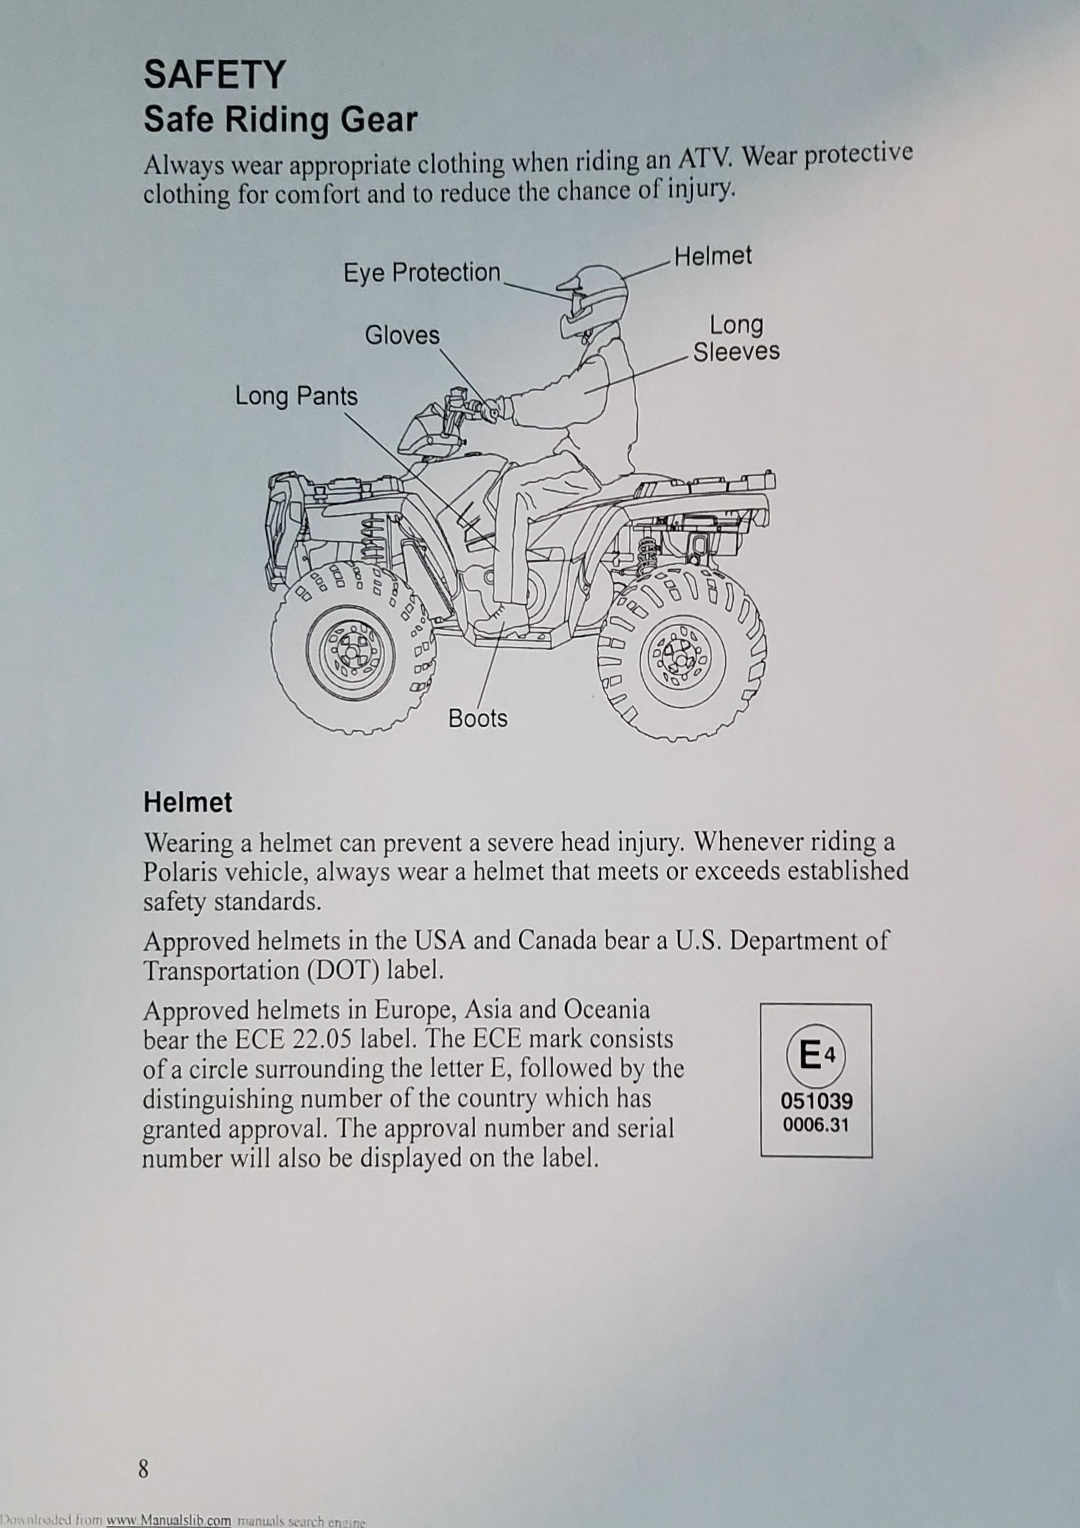 SAFETY
Safe Riding Gear
Always wear appropriate clothing when riding an ATV. Wear protective
clothing for comfort and to reduce the chance of injury.
Helmet
Eye Protection
Long
Sleeves
Gloves
Long Pants
Boots
Helmet
Wearing a helmet can prevent a severe head injury. Whenever riding a
Polaris vehicle, always wear a helmet that meets or exceeds established
safety standards.
Approved helmets in the USA and Canada bear a U.S. Department of
Transportation (DOT) label.
Approved helmets in Europe, Asia and Oceania
bear the ECE 22.05 label. The ECE mark consists
of a circle surrounding the letter E, followed by the
distinguishing number of the country which has
granted approval. The approval number and serial
number will also be displayed on the label.
E4
051039
0006.31
8
Downloaded from www.Manualslib.com manuals search engine